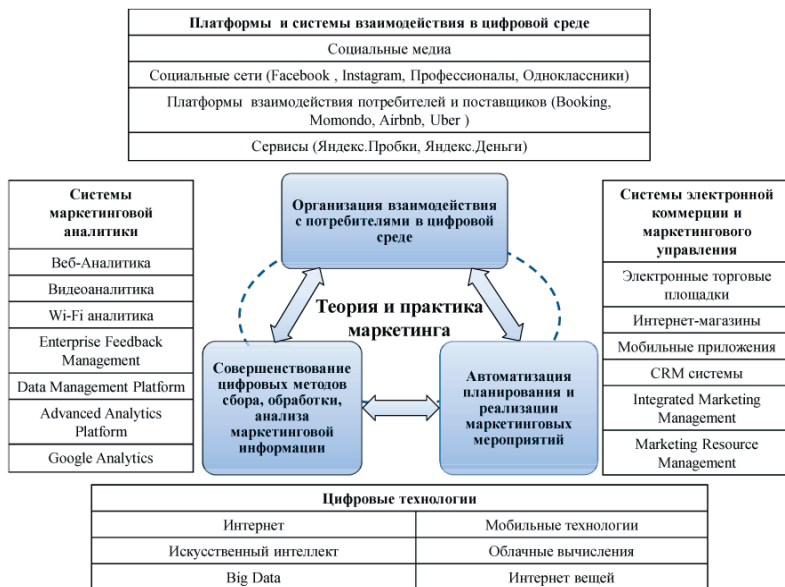 Платформы и системы взаимодействия в цифровой среде
Социальные медиа
Социальные сети (Facebook , Instagram, Профессионалы, Одноклассники)
Платформы взаимодействия потребителей и поставщиков (Booking,
Momondo, Airbnb, Uber )
Сервисы (Яндекс.Пробки, Яндекс.Деньги)
Системы
маркетинговой
аналитики
Веб-Аналитика
Видеоаналитика
Wi-Fi аналитика
Enterprise Feedback
Management
Data Management Platform
Advanced Analytics
Platform
Google Analytics
Организация взаимодействия
с потребителями в цифровой
среде
Теория и практика
маркетинга
Совершенствование
цифровых методов
сбора, обработки,
анализа
маркетинговой
информации
Автоматизация
планирования и
реализации
маркетинговых
мероприятий
Системы электронной
коммерции и
маркетингового
управления
Электронные торговые
площадки
Интернет-магазины
Мобильные приложения
CRM системы
Integrated Marketing
Management
Marketing Resource
Management
Цифровые технологии
Интернет
Мобильные технологии
Искусственный интеллект
Облачные вычисления
Big Data
Интернет вещей